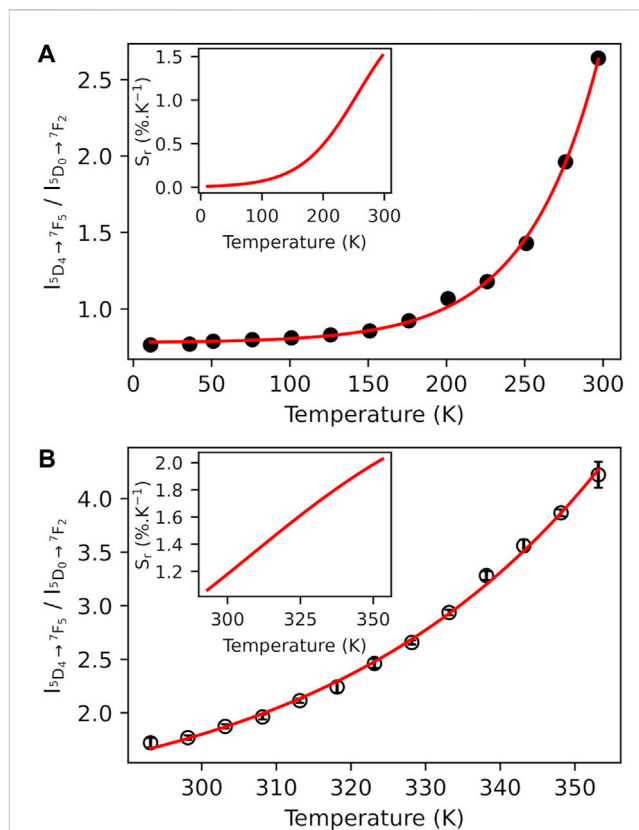 A
I⁵D₄→⁷F₅ / I⁵D₀→⁷F₂
2.5
2.0
1.5
1.0
Sᵣ (%.K⁻¹)
1.5
1.0
0.5
0.0
100 200 300
Temperature (K)
0 50 100 150 200 250 300
Temperature (K)
B
I⁵D₄→⁷F₅ / I⁵D₀→⁷F₂
4.0
3.5
3.0
2.5
2.0
Sᵣ (%.K⁻¹)
2.0
1.8
1.6
1.4
1.2
300 325 350
Temperature (K)
300 310 320 330 340 350
Temperature (K)